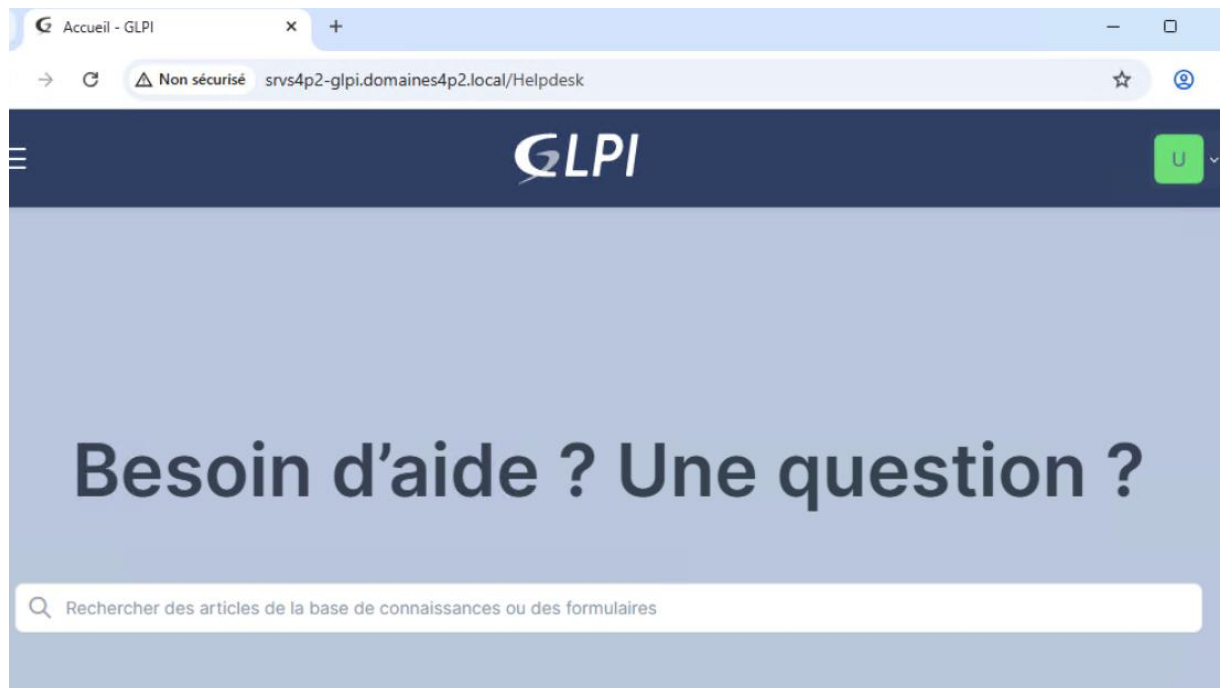 Accueil - GLPI
Non sécurisé srvs4p2-glpi.domaines4p2.local/Helpdesk
GLPI
U
Besoin d’aide ? Une question ?
Rechercher des articles de la base de connaissances ou des formulaires